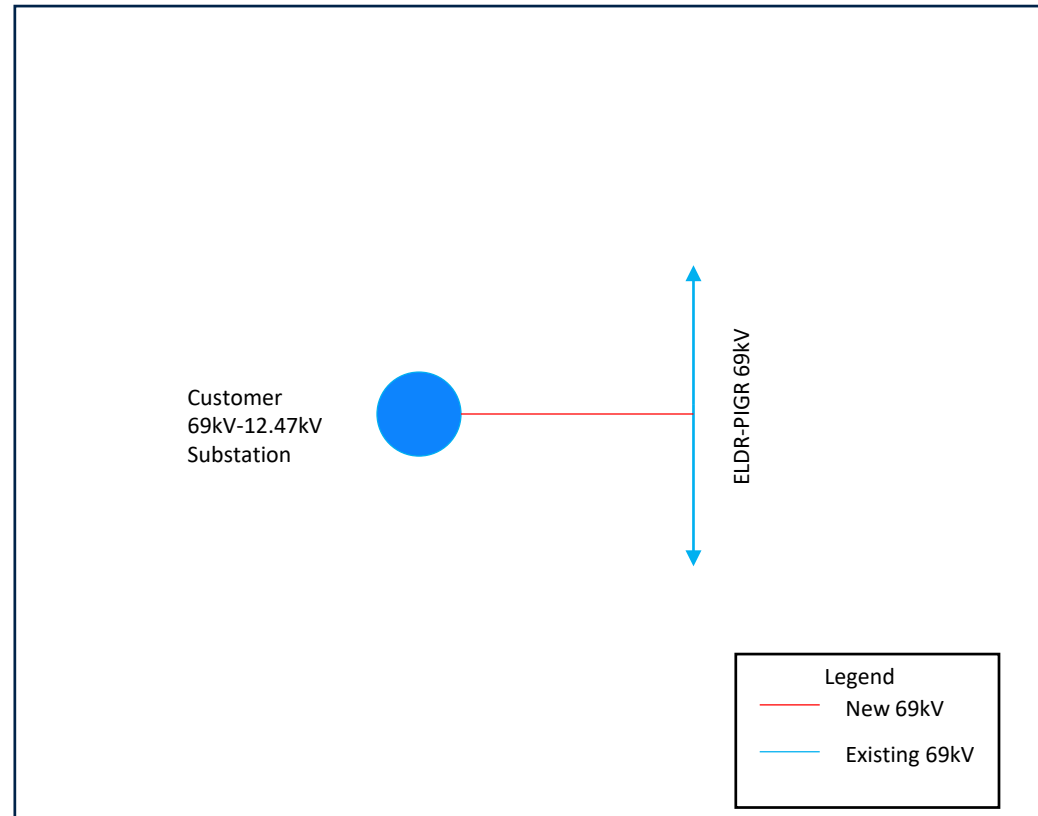 Customer
69kV-12.47kV
Substation
ELDR-PIGR 69kV
Legend
New 69kV
Existing 69kV